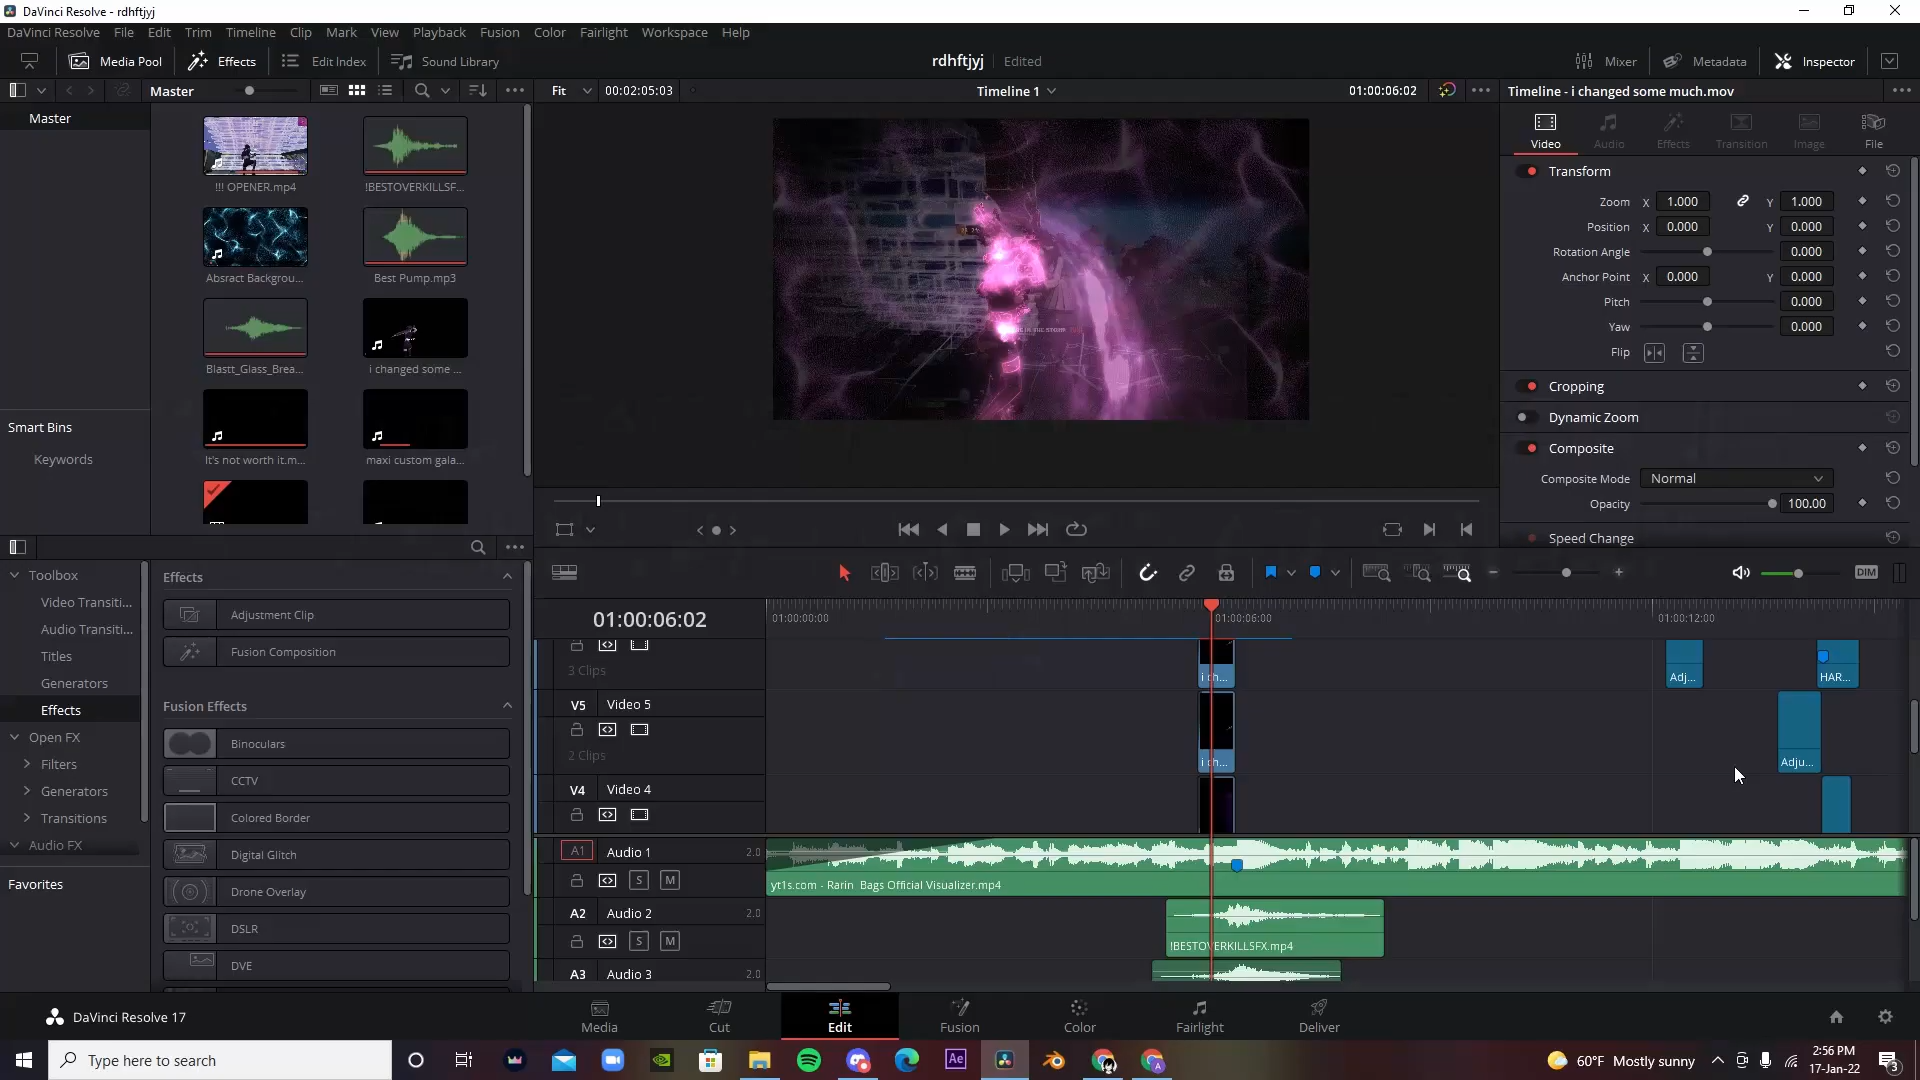 DaVinci Resolve - rdhftjyj
DaVinci Resolve File Edit Trim Timeline Clip Mark View Playback Fusion Color Fairlight Workspace Help
Media Pool Effects Edit Index Sound Library rdhftjyj Edited Mixer Metadata Inspector
Master Fit 00:02:05:03 Timeline 1 01:00:06:02 Timeline - i changed some much.mov
Master
!!! OPENER.mp4 !BESTOVERKILLSF...
Absract Backgrou... Best Pump.mp3
Blastt_Glass_Brea... i changed some ...
It's not worth it.m... maxi custom gala...
Smart Bins
Keywords
Video Audio Effects Transition Image File
Transform
Zoom X 1.000 Y 1.000
Position X 0.000 Y 0.000
Rotation Angle 0.000
Anchor Point X 0.000 Y 0.000
Pitch 0.000
Yaw 0.000
Flip
Cropping
Dynamic Zoom
Composite
Composite Mode Normal
Opacity 100.00
Speed Change
Toolbox
Video Transiti...
Audio Transiti...
Titles
Generators
Effects
Open FX
Filters
Generators
Transitions
Audio FX
Favorites
Effects
Adjustment Clip
Fusion Composition
Fusion Effects
Binoculars
CCTV
Colored Border
Digital Glitch
Drone Overlay
DSLR
DVE
DIM
01:00:06:02 01:00:00:00 01:00:06:00 01:00:12:00
3 Clips i ch... Adj... HAR...
V5 Video 5
2 Clips i ch... Adju...
V4 Video 4
A1 Audio 1 2.0
S M yt1s.com - Rarin Bags Official Visualizer.mp4
A2 Audio 2 2.0
S M !BESTOVERKILLSFX.mp4
A3 Audio 3 2.0
DaVinci Resolve 17
Media Cut Edit Fusion Color Fairlight Deliver
Type here to search
Ae
A
60°F Mostly sunny
2:56 PM
17-Jan-22
3